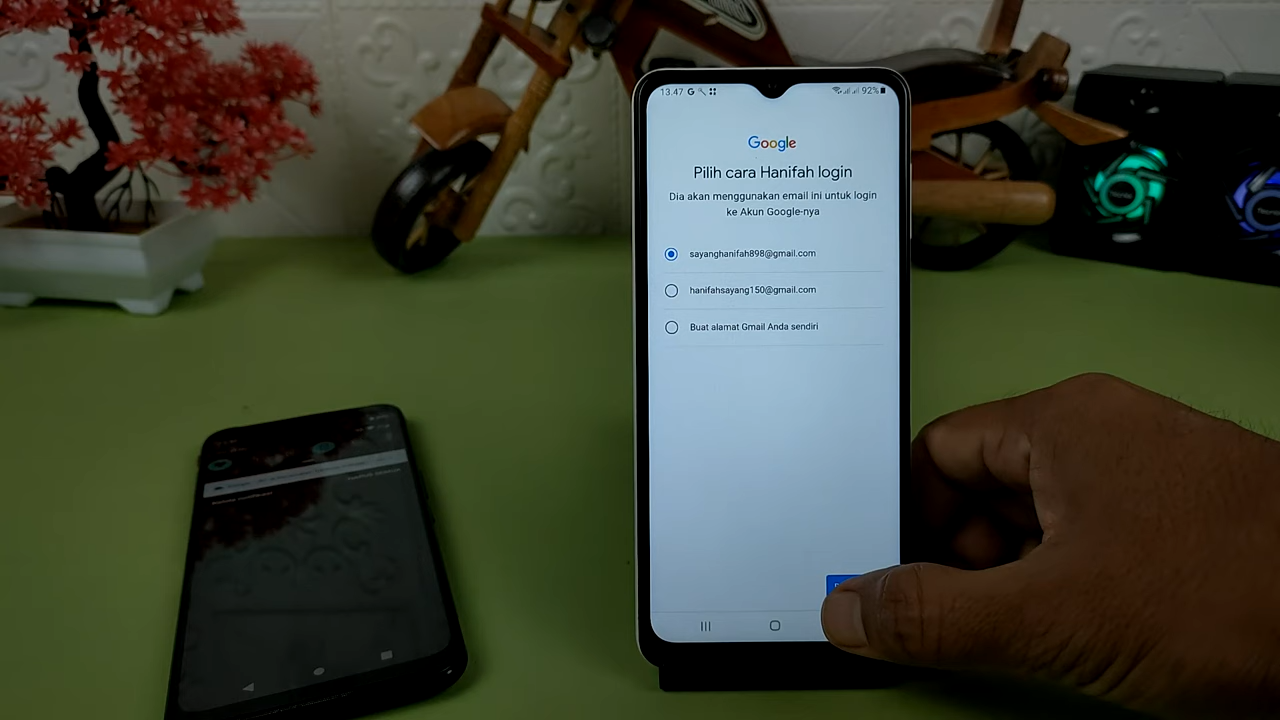 13.47 92%
Google
Pilih cara Hanifah login
Dia akan menggunakan email ini untuk login
ke Akun Google-nya
sayanghanifah898@gmail.com
hanifahsayang150@gmail.com
Buat alamat Gmail Anda sendiri